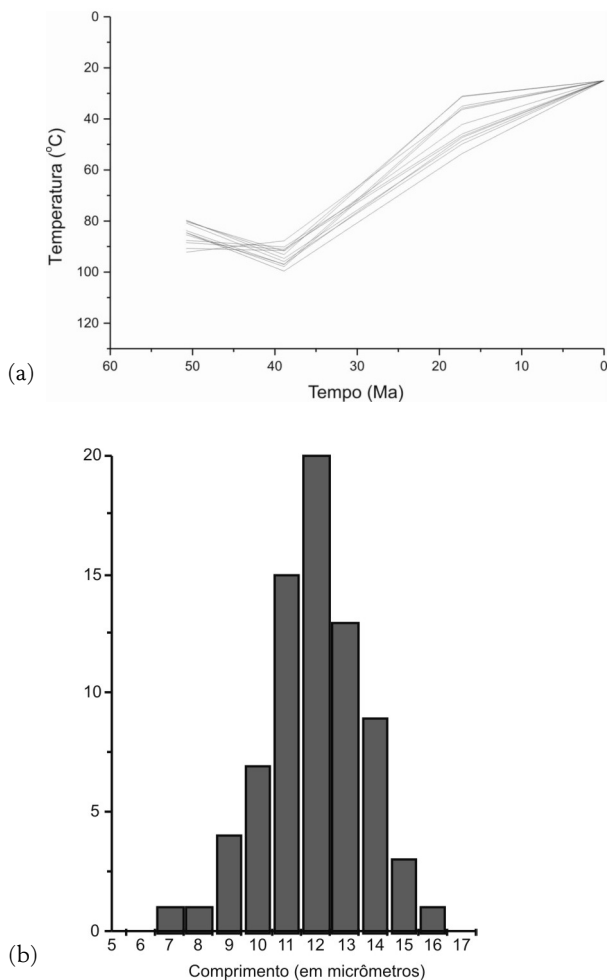 0
20
40
60
80
100
120
Temperatura (°C)
60 50 40 30 20 10 0
Tempo (Ma)
(a)
20
15
10
5
0
5 6 7 8 9 10 11 12 13 14 15 16 17
Comprimento (em micrômetros)
(b)